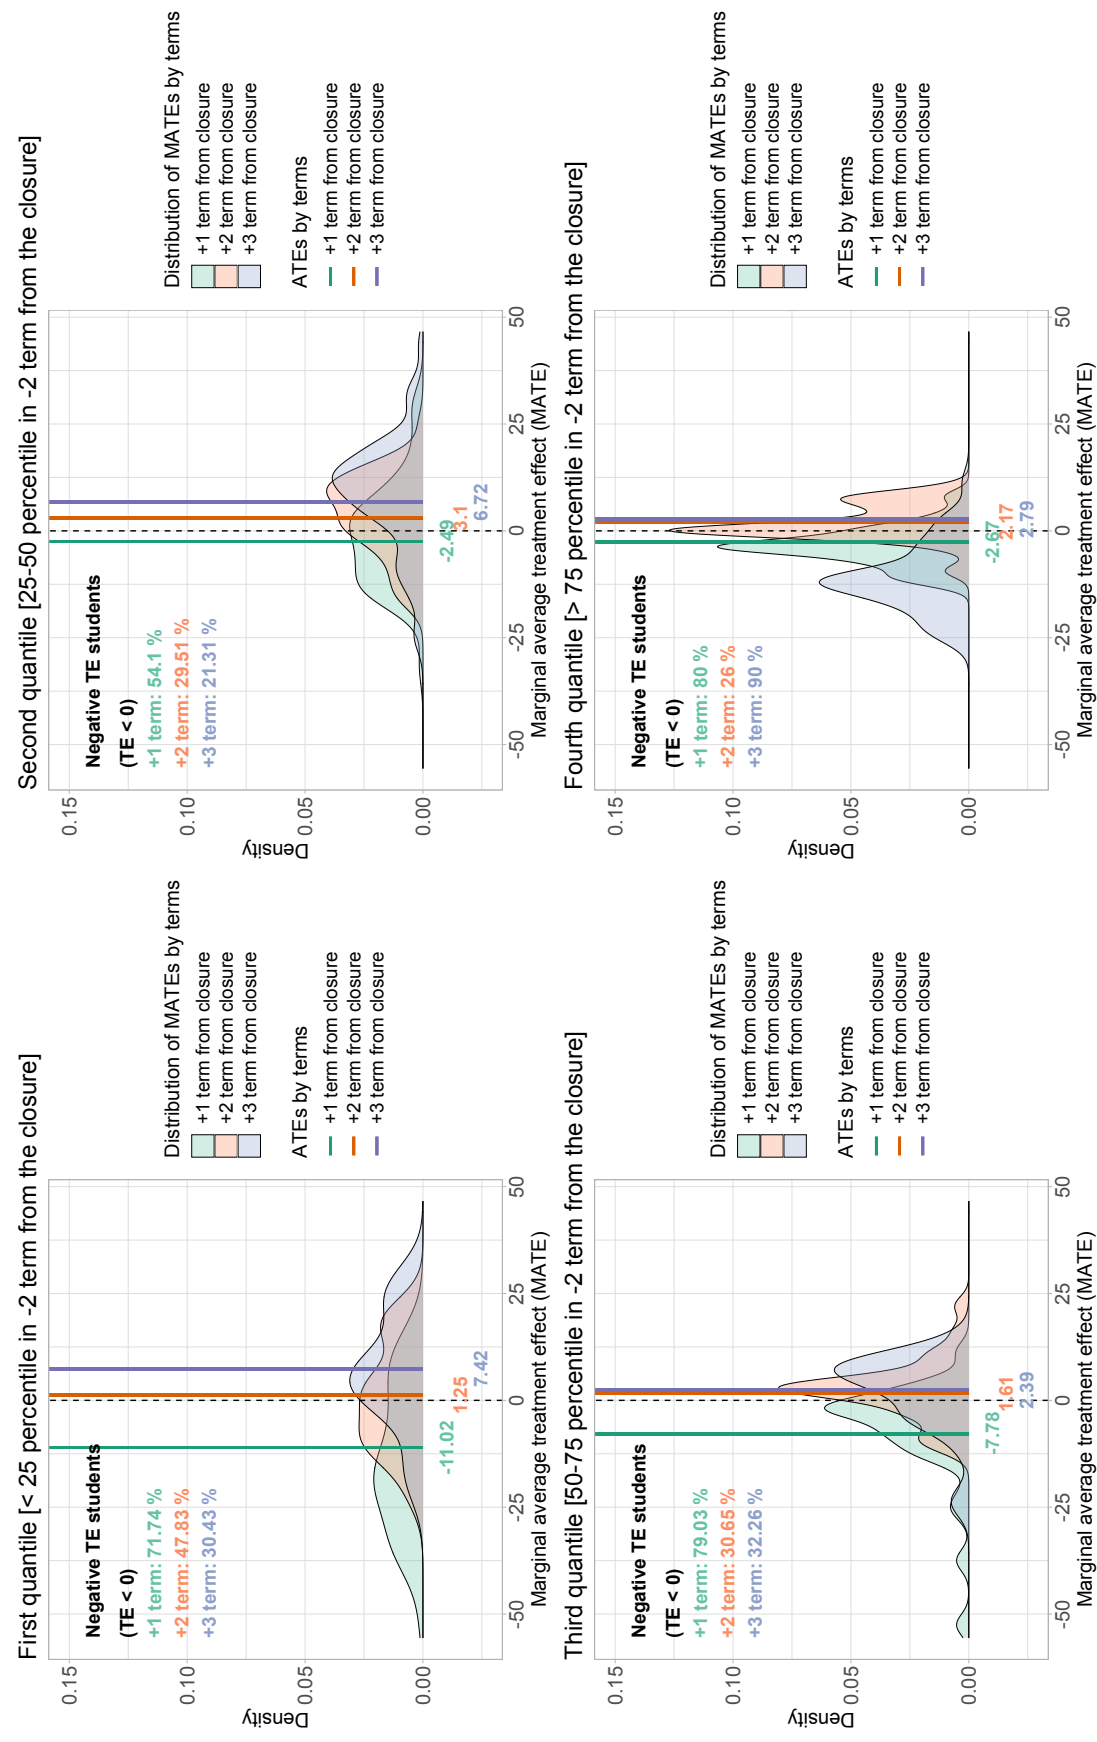 First quantile [< 25 percentile in -2 term from the closure]
Negative TE students
(TE < 0)
+1 term: 71.74 %
+2 term: 47.83 %
+3 term: 30.43 %
0.15
0.10
0.05
0.00
Density
-11.02
1.25
7.42
-50
-25
0
25
50
Marginal average treatment effect (MATE)
Distribution of MATEs by terms
+1 term from closure
+2 term from closure
+3 term from closure
ATEs by terms
+1 term from closure
+2 term from closure
+3 term from closure
Second quantile [25-50 percentile in -2 term from the closure]
Negative TE students
(TE < 0)
+1 term: 54.1 %
+2 term: 29.51 %
+3 term: 21.31 %
0.15
0.10
0.05
0.00
Density
-2.49
3.1
6.72
-50
-25
0
25
50
Marginal average treatment effect (MATE)
Distribution of MATEs by terms
+1 term from closure
+2 term from closure
+3 term from closure
ATEs by terms
+1 term from closure
+2 term from closure
+3 term from closure
Third quantile [50-75 percentile in -2 term from the closure]
Negative TE students
(TE < 0)
+1 term: 79.03 %
+2 term: 30.65 %
+3 term: 32.26 %
0.15
0.10
0.05
0.00
Density
-7.78
1.61
2.39
-50
-25
0
25
50
Marginal average treatment effect (MATE)
Distribution of MATEs by terms
+1 term from closure
+2 term from closure
+3 term from closure
ATEs by terms
+1 term from closure
+2 term from closure
+3 term from closure
Fourth quantile [> 75 percentile in -2 term from the closure]
Negative TE students
(TE < 0)
+1 term: 80 %
+2 term: 26 %
+3 term: 90 %
0.15
0.10
0.05
0.00
Density
-2.67
2.17
2.79
-50
-25
0
25
50
Marginal average treatment effect (MATE)
Distribution of MATEs by terms
+1 term from closure
+2 term from closure
+3 term from closure
ATEs by terms
+1 term from closure
+2 term from closure
+3 term from closure